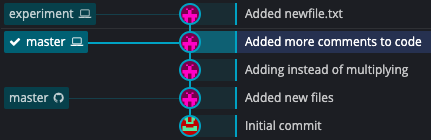 experiment Added newfile.txt
master Added more comments to code
Adding instead of multiplying
master Added new files
Initial commit